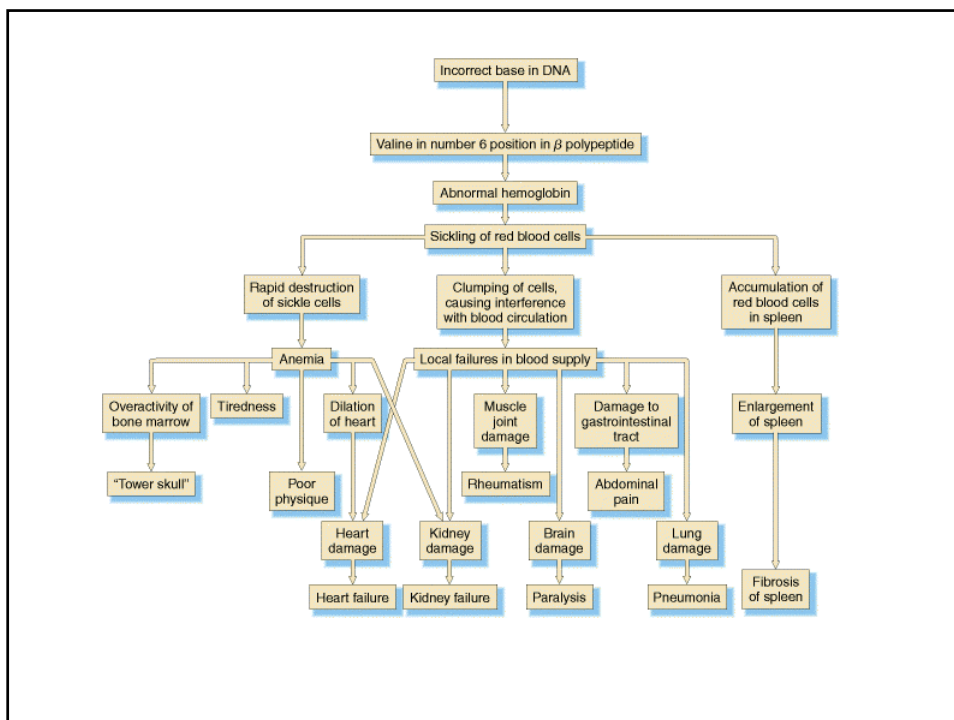 Incorrect base in DNA
Valine in number 6 position in β polypeptide
Abnormal hemoglobin
Sickling of red blood cells
Rapid destruction
of sickle cells
Clumping of cells,
causing interference
with blood circulation
Accumulation of
red blood cells
in spleen
Anemia
Local failures in blood supply
Overactivity of
bone marrow
Tiredness
Dilation
of heart
Muscle
joint
damage
Damage to
gastrointestinal
tract
Enlargement
of spleen
“Tower skull”
Poor
physique
Rheumatism
Abdominal
pain
Heart
damage
Kidney
damage
Brain
damage
Lung
damage
Fibrosis
of spleen
Heart failure
Kidney failure
Paralysis
Pneumonia